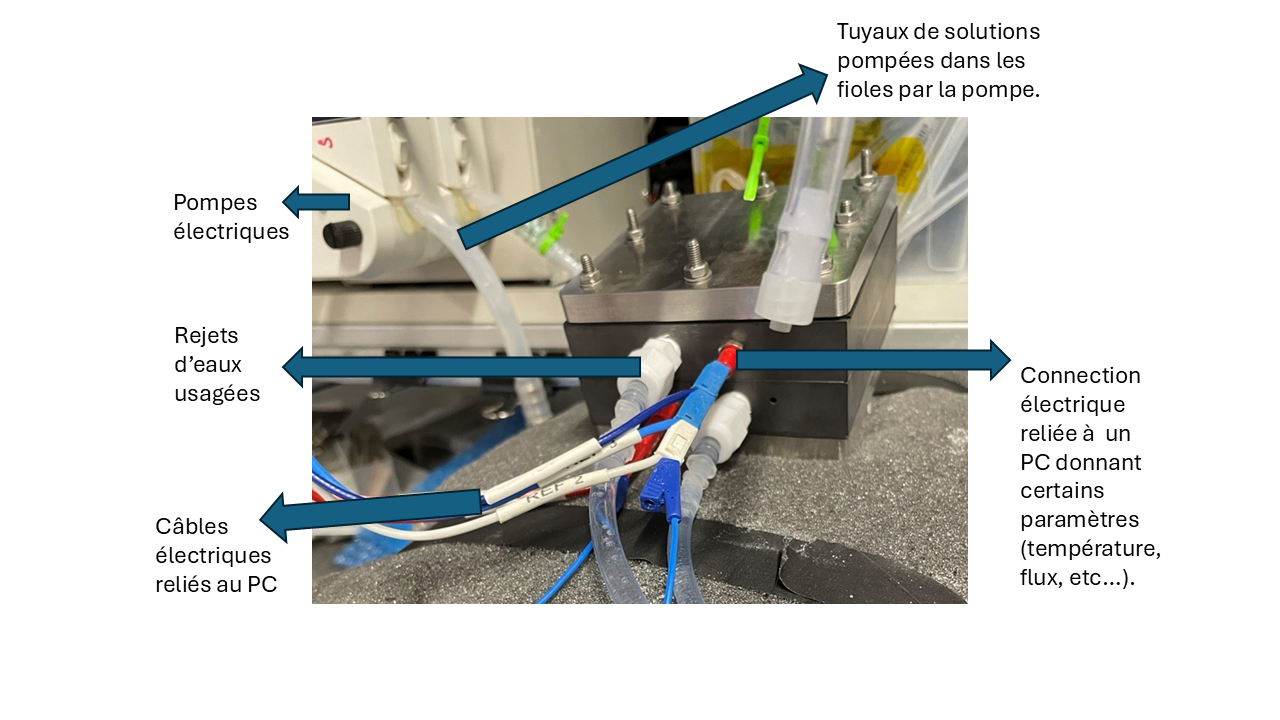 Tuyaux de solutions
pompées dans les
fioles par la pompe.
Pompes
électriques
Rejets
d'eaux
usagées
Connection
électrique
reliée à  un
PC donnant
certains
paramètres
(température,
flux, etc...).
Câbles
électriques
reliés au PC
REF 2
S